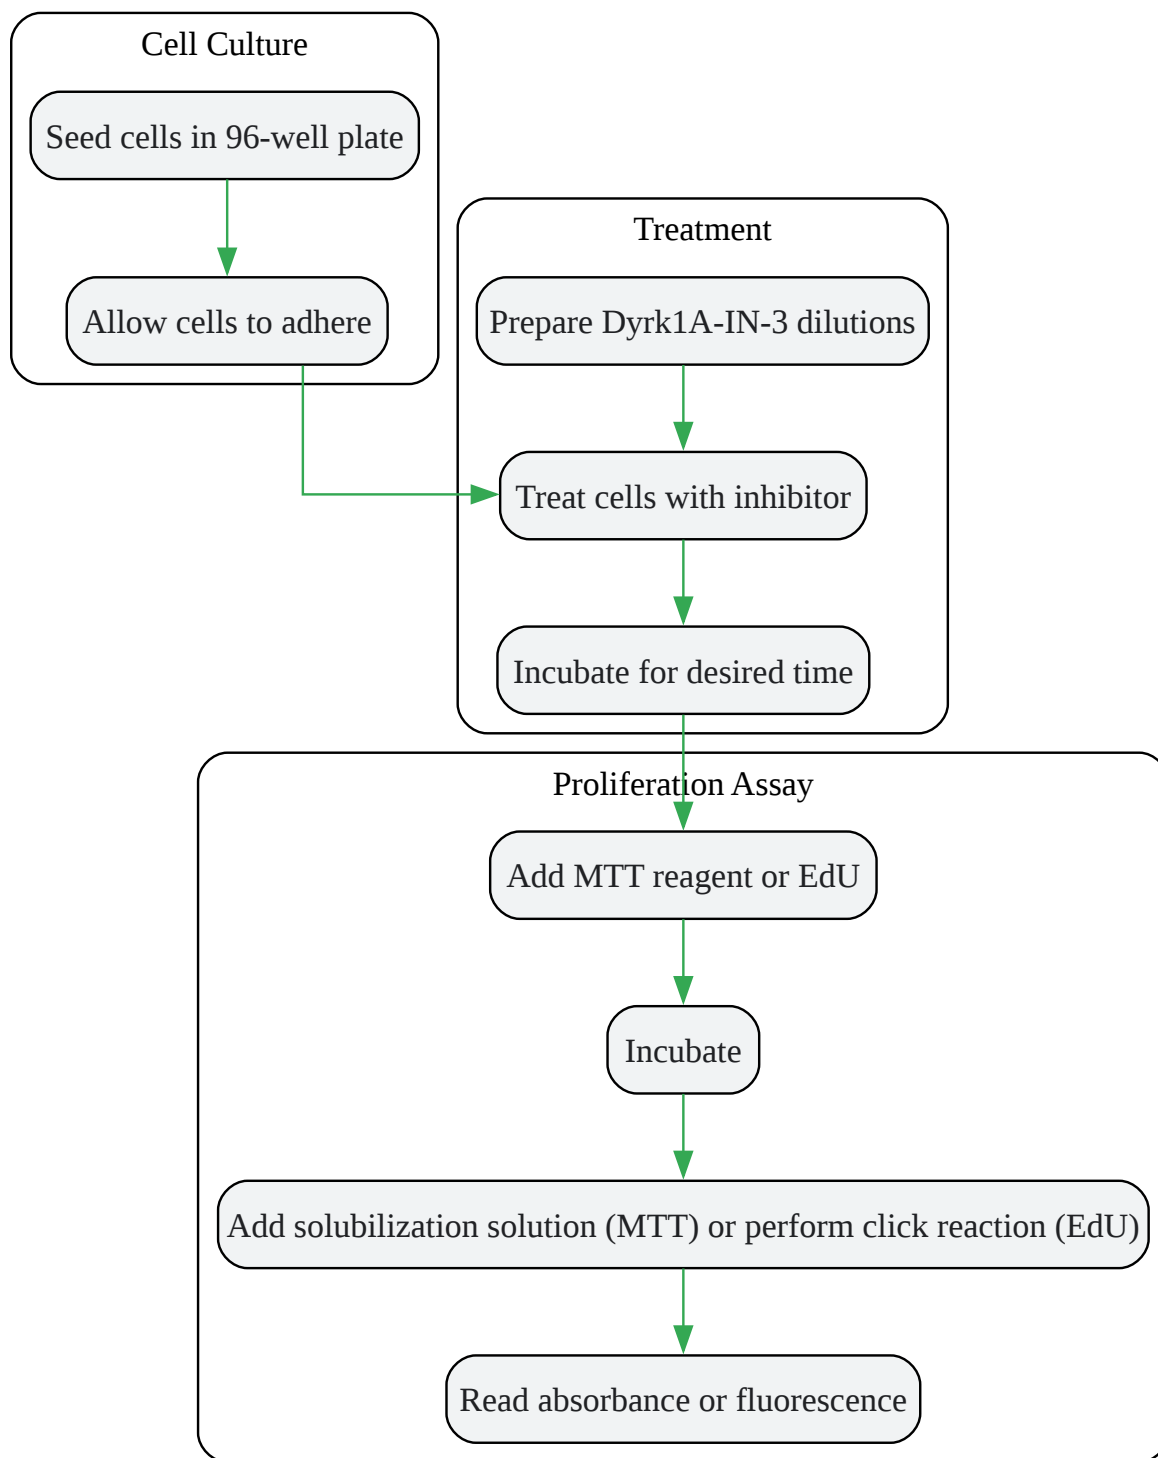 Cell Culture
Seed cells in 96-well plate
Allow cells to adhere
Treatment
Prepare Dyrk1A-IN-3 dilutions
Treat cells with inhibitor
Incubate for desired time
Proliferation Assay
Add MTT reagent or EdU
Incubate
Add solubilization solution (MTT) or perform click reaction (EdU)
Read absorbance or fluorescence